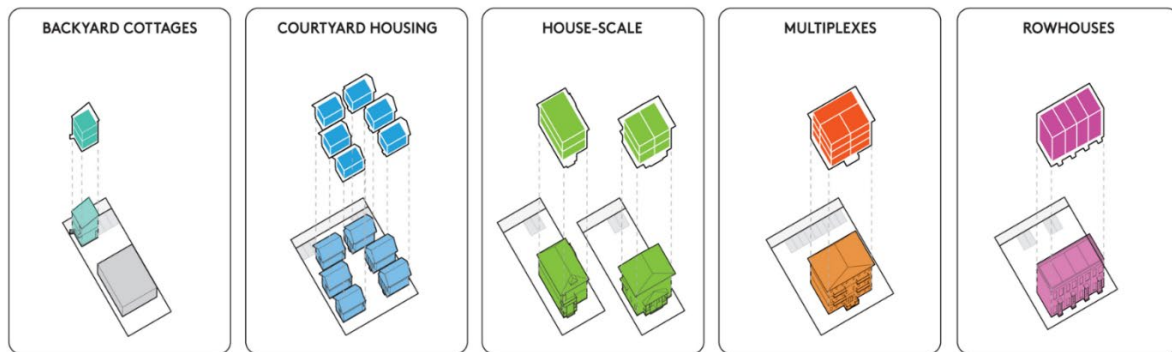 BACKYARD COTTAGES
COURTYARD HOUSING
HOUSE-SCALE
MULTIPLEXES
ROWHOUSES